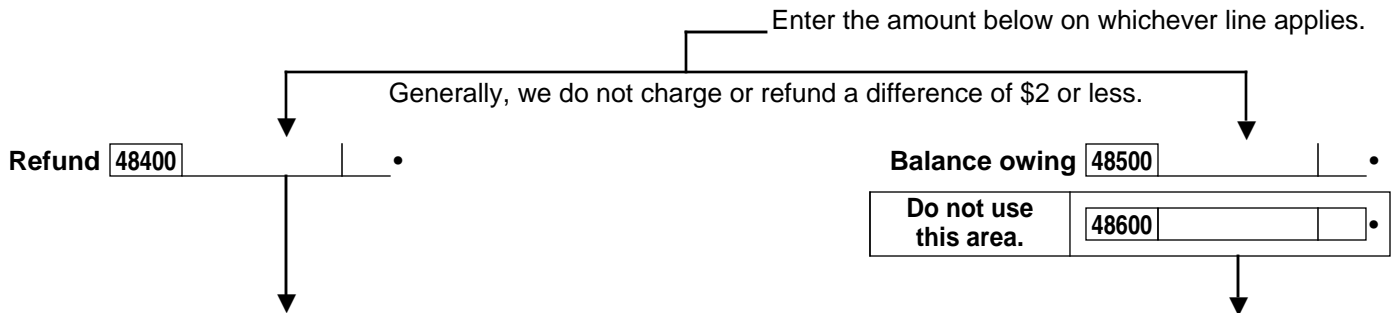 Enter the amount below on whichever line applies.
Generally, we do not charge or refund a difference of $2 or less.
Refund 48400 •
Balance owing 48500 •
Do not use
this area.
48600 •